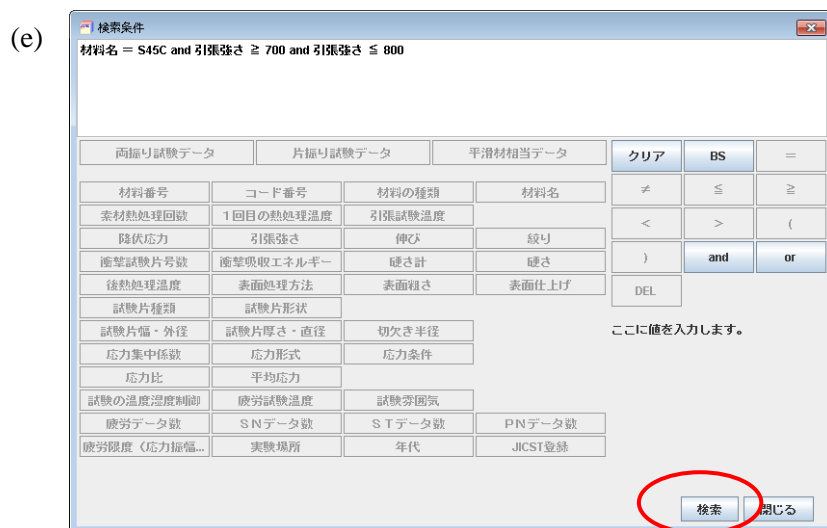 (e)
検索条件
材料名 ＝ S45C and 引張強さ ≧ 700 and 引張強さ ≦ 800
両振り試験データ 片振り試験データ 平滑材相当データ クリア BS ＝
材料番号 コード番号 材料の種類 材料名 ≠ ≦ ≧
素材熱処理回数 1回目の熱処理温度 引張試験温度 ＜ ＞ (
降伏応力 引張強さ 伸び 絞り
衝撃試験片号数 衝撃吸収エネルギー 硬さ計 硬さ ) and or
後熱処理温度 表面処理方法 表面粗さ 表面仕上げ DEL
試験片種類 試験片形状
試験片幅・外径 試験片厚さ・直径 切欠き半径 ここに値を入力します。
応力集中係数 応力形式 応力条件
応力比 平均応力
試験の温度湿度制御 疲労試験温度 試験雰囲気
疲労データ数 ＳＮデータ数 ＳＴデータ数 ＰＮデータ数
疲労限度（応力振幅... 実験場所 年代 JICST登録
検索 閉じる